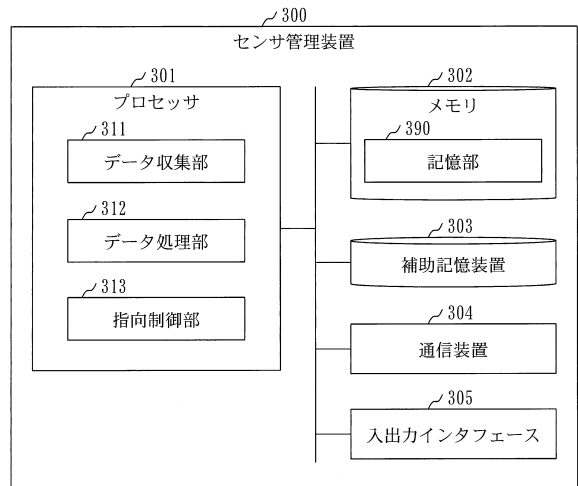 300
センサ管理装置
301
プロセッサ
311
データ収集部
312
データ処理部
313
指向制御部
302
メモリ
390
記憶部
303
補助記憶装置
304
通信装置
305
入出力インタフェース